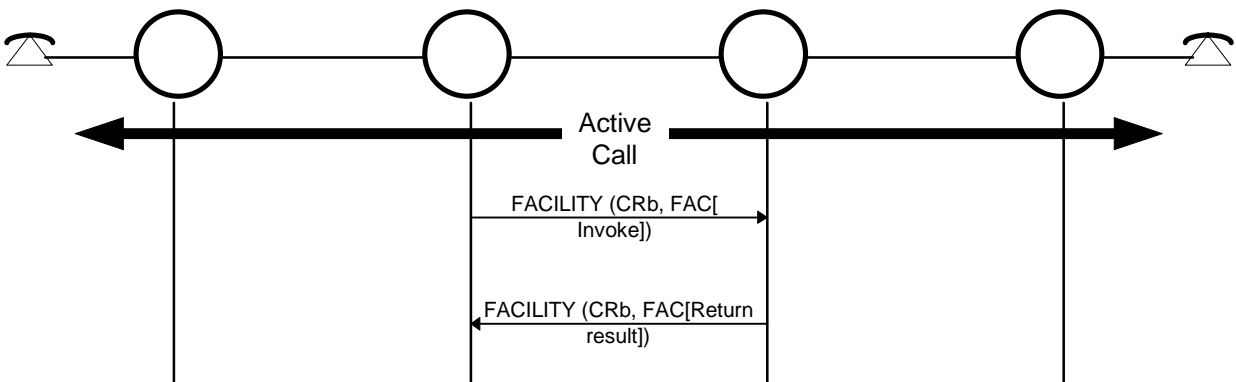 Active
Call
FACILITY (CRb, FAC[
Invoke])
FACILITY (CRb, FAC[Return
result])